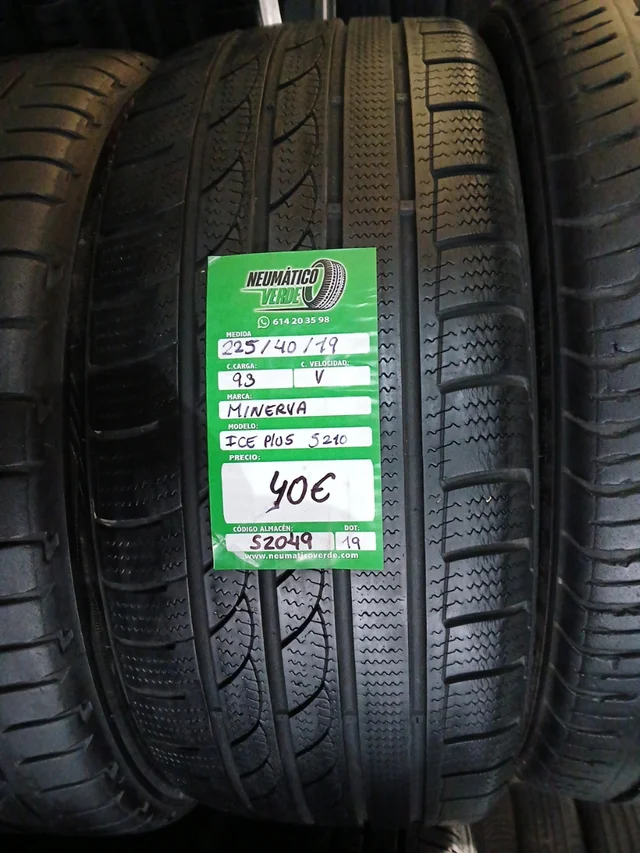 NEUMÁTICO
VERDE
614 20 35 98
MEDIDA
225/40/19
C.CARGA: C. VELOCIDAD:
93 V
MARCA:
MINERVA
MODELO:
ICE PlUS S210
PRECIO:
40€
CÓDIGO ALMACÉN: DOT:
S2049 19
www.neumaticoverde.com